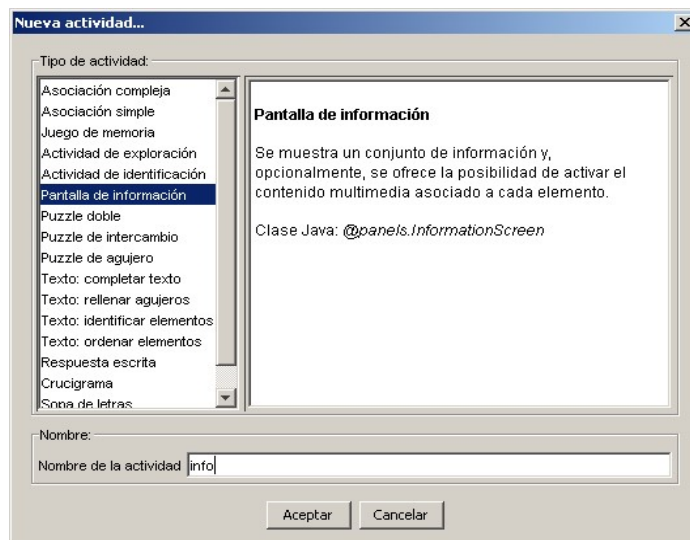 Nueva actividad...
Tipo de actividad:
Asociación compleja
Asociación simple
Juego de memoria
Actividad de exploración
Actividad de identificación
Pantalla de información
Puzzle doble
Puzzle de intercambio
Puzzle de agujero
Texto: completar texto
Texto: rellenar agujeros
Texto: identificar elementos
Texto: ordenar elementos
Respuesta escrita
Crucigrama
Sopa de letras
Pantalla de información
Se muestra un conjunto de información y,
opcionalmente, se ofrece la posibilidad de activar el
contenido multimedia asociado a cada elemento.
Clase Java: @panels.InformationScreen
Nombre:
Nombre de la actividad info
Aceptar Cancelar